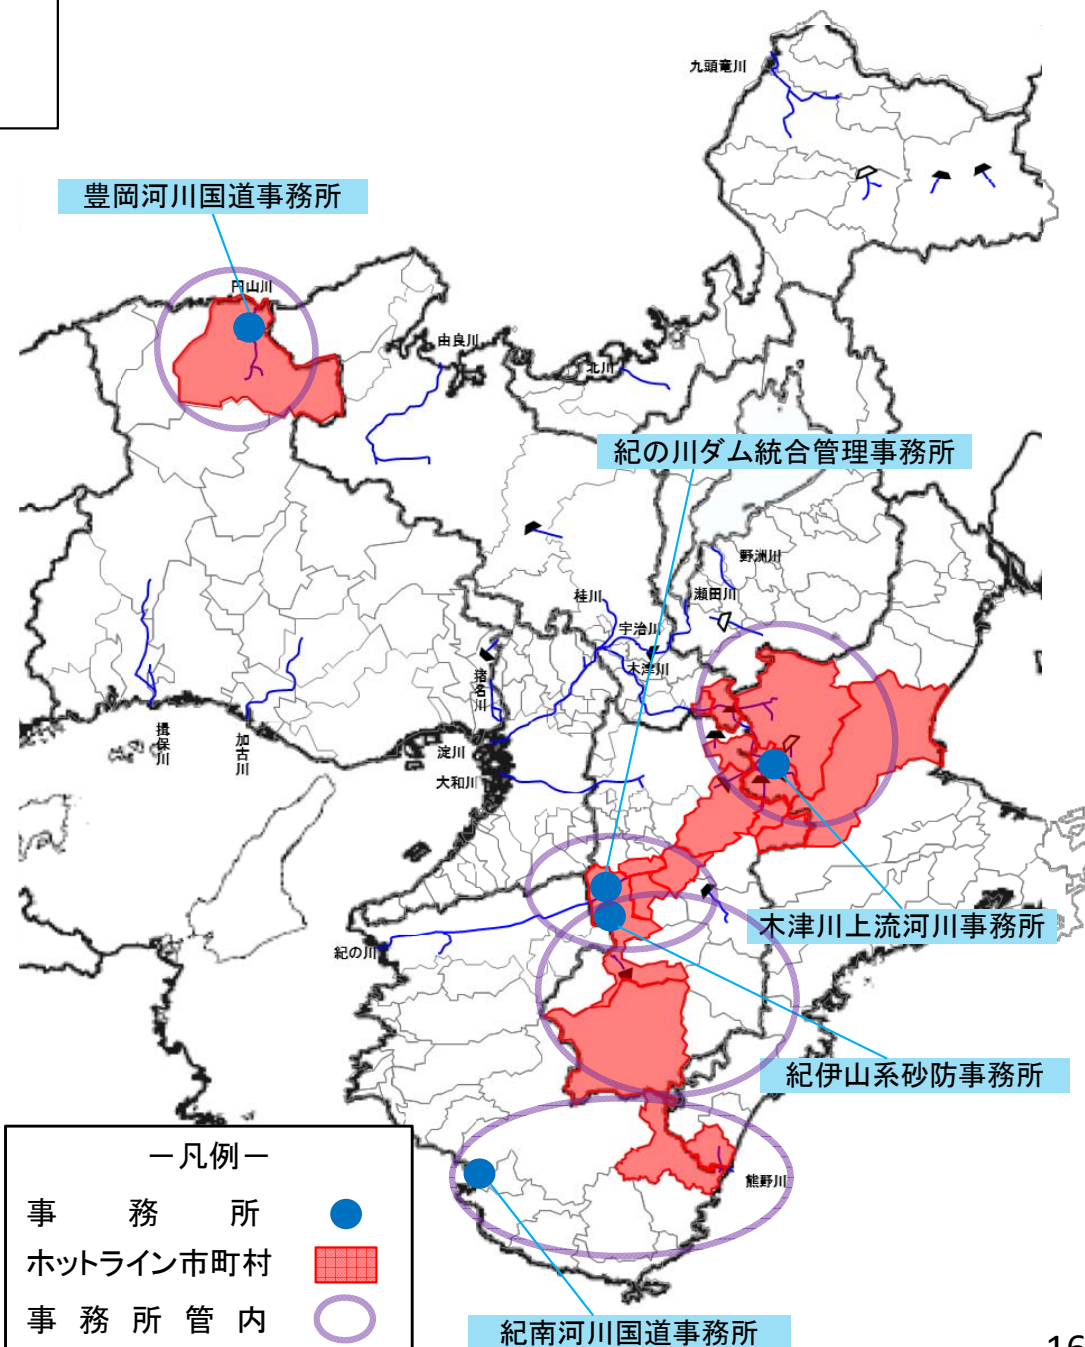 九頭竜川
豊岡河川国道事務所
円山川
由良川
北川
紀の川ダム統合管理事務所
野洲川
桂川
瀬田川
宇治川
木津川
猪名川
揖保川
加古川
淀川
大和川
木津川上流河川事務所
紀の川
紀伊山系砂防事務所
熊野川
－凡例－
事務所
ホットライン市町村
事務所管内
紀南河川国道事務所
16